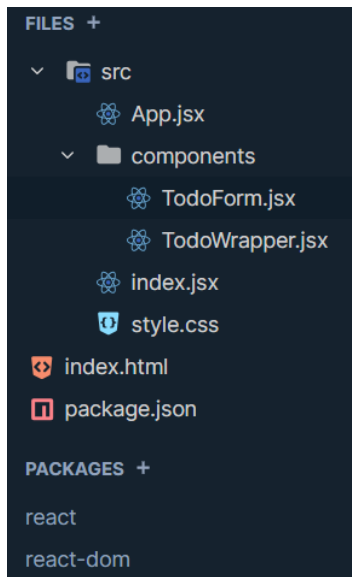 FILES +
src
App.jsx
components
TodoForm.jsx
TodoWrapper.jsx
index.jsx
style.css
index.html
package.json
PACKAGES +
react
react-dom